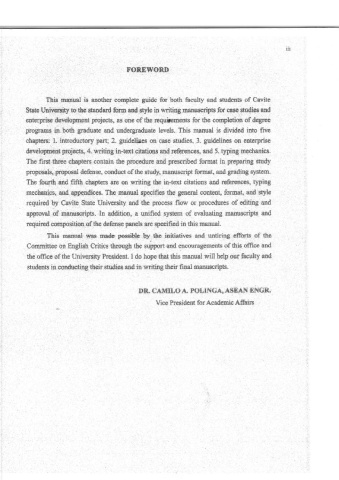 iii
FOREWORD
This manual is another complete guide for both faculty and students of Cavite
State University to the standard form and style in writing manuscripts for case studies and
enterprise development projects, as one of the requirements for the completion of degree
programs in both graduate and undergraduate levels. This manual is divided into five
chapters: 1. introductory part; 2. guidelines on case studies, 3. guidelines on enterprise
development projects, 4. writing in-text citations and references, and 5. typing mechanics.
The first three chapters contain the procedure and prescribed format in preparing study
proposals, proposal defense, conduct of the study, manuscript format, and grading system.
The fourth and fifth chapters are on writing the in-text citations and references, typing
mechanics, and appendices. The manual specifies the general content, format, and style
required by Cavite State University and the process flow or procedures of editing and
approval of manuscripts. In addition, a unified system of evaluating manuscripts and
required composition of the defense panels are specified in this manual.
This manual was made possible by the initiatives and untiring efforts of the
Committee on English Critics through the support and encouragements of this office and
the office of the University President. I do hope that this manual will help our faculty and
students in conducting their studies and in writing their final manuscripts.
DR. CAMILO A. POLINGA, ASEAN ENGR.
Vice President for Academic Affairs